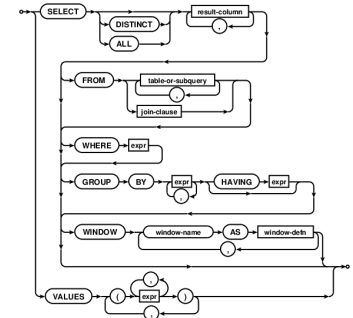 SELECT result-column
DISTINCT ,
ALL
FROM table-or-subquery
,
join-clause
WHERE expr
GROUP BY expr HAVING expr
,
WINDOW window-name AS window-defn
,
,
VALUES ( expr )
,